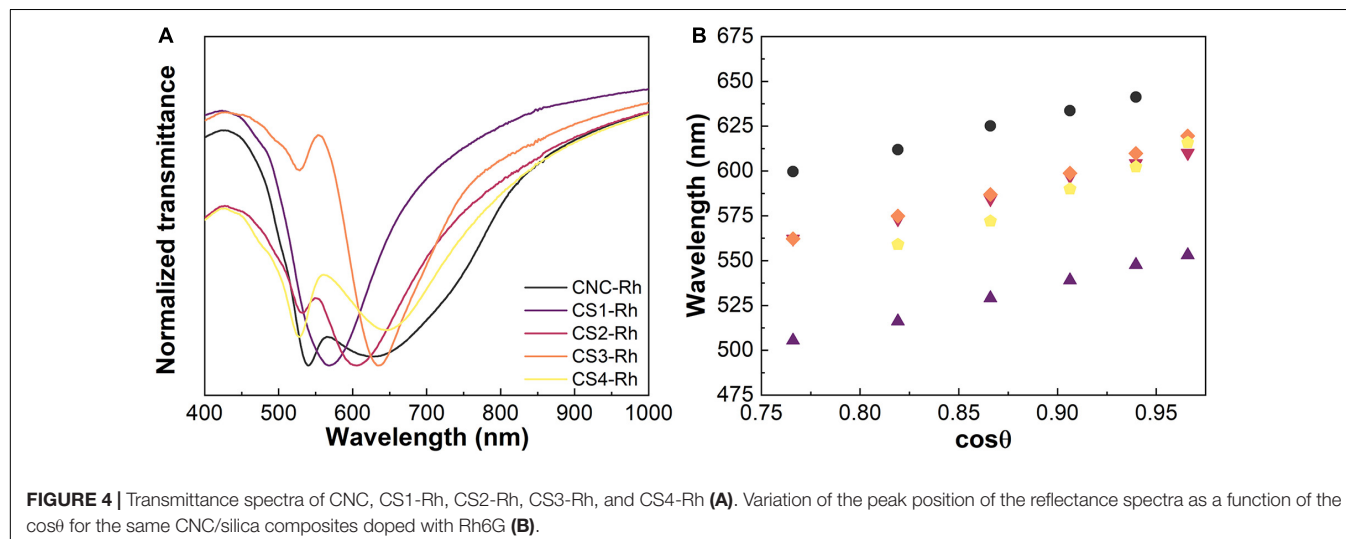 A
Normalized transmittance
CNC-Rh
CS1-Rh
CS2-Rh
CS3-Rh
CS4-Rh
400 500 600 700 800 900 1000
Wavelength (nm)
B
Wavelength (nm)
675
650
625
600
575
550
525
500
475
0.75 0.80 0.85 0.90 0.95
cosθ
FIGURE 4 | Transmittance spectra of CNC, CS1-Rh, CS2-Rh, CS3-Rh, and CS4-Rh (A). Variation of the peak position of the reflectance spectra as a function of the
cosθ for the same CNC/silica composites doped with Rh6G (B).